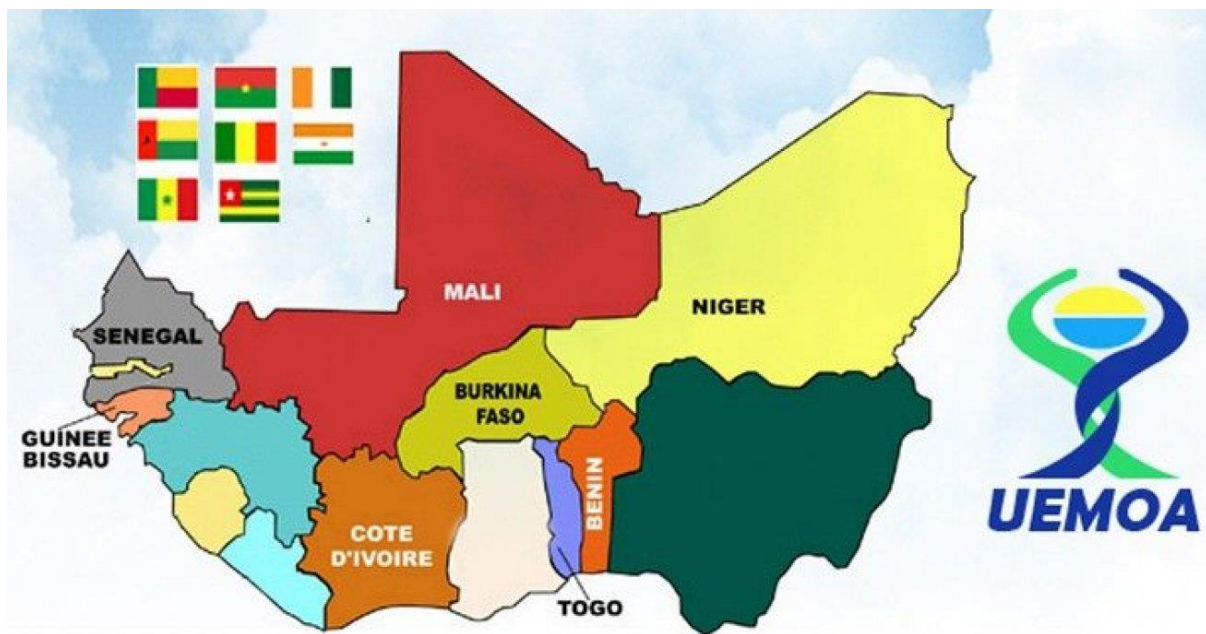 MALI
NIGER
SENEGAL
BURKINA
FASO
GUINEE
BISSAU
BENIN
COTE
D'IVOIRE
TOGO
UEMOA